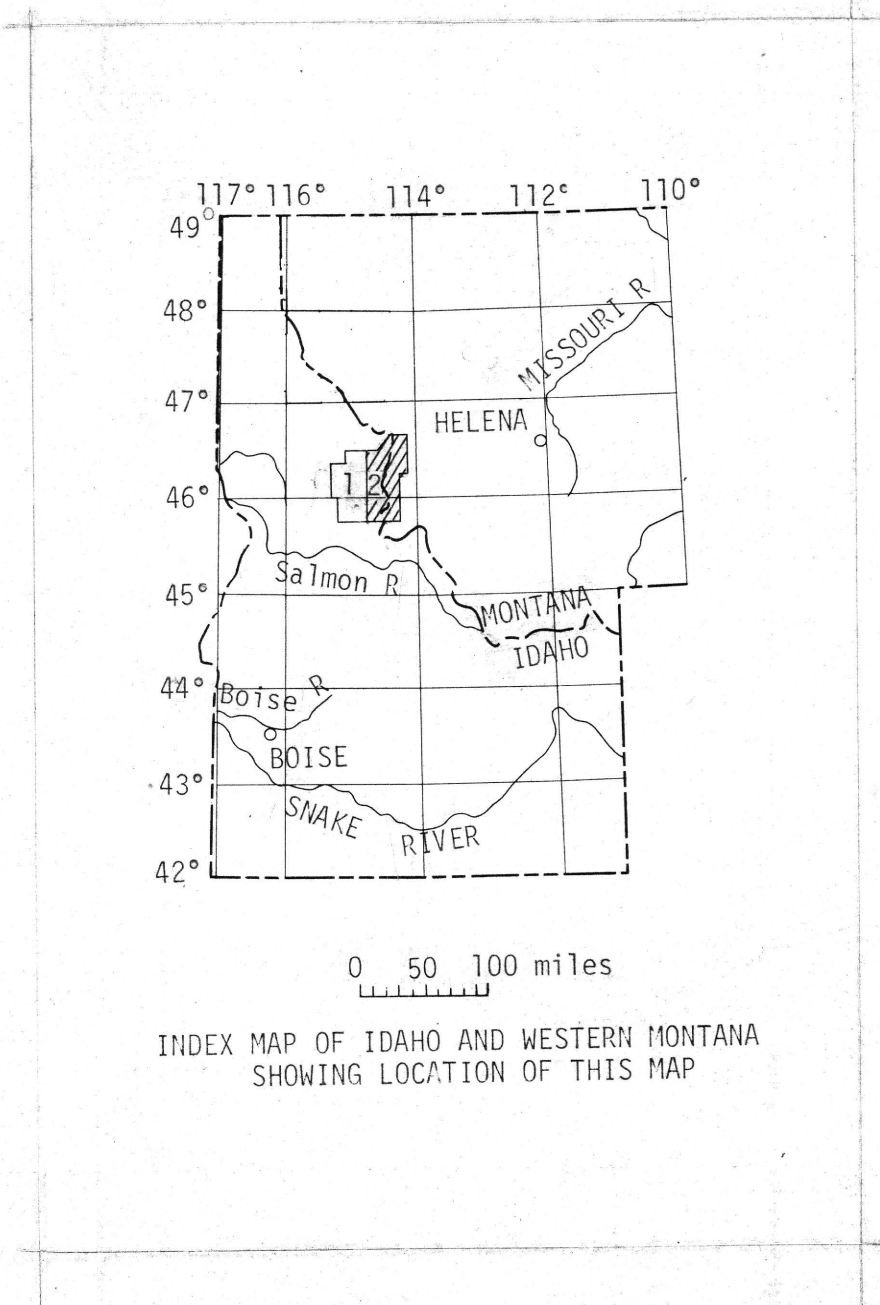 117° 116° 114° 112° 110°
49°
48°
MISSOURI R
47°
HELENA
1 2
46°
Salmon R
45°
MONTANA
IDAHO
44°
Boise R
BOISE
43°
SNAKE RIVER
42°
0 50 100 miles
INDEX MAP OF IDAHO AND WESTERN MONTANA
SHOWING LOCATION OF THIS MAP